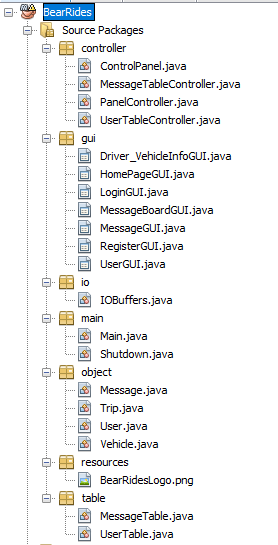 BearRides
Source Packages
controller
ControlPanel.java
MessageTableController.java
PanelController.java
UserTableController.java
gui
Driver_VehicleInfoGUI.java
HomePageGUI.java
LoginGUI.java
MessageBoardGUI.java
MessageGUI.java
RegisterGUI.java
UserGUI.java
io
IOBuffers.java
main
Main.java
Shutdown.java
object
Message.java
Trip.java
User.java
Vehicle.java
resources
BearRidesLogo.png
table
MessageTable.java
UserTable.java